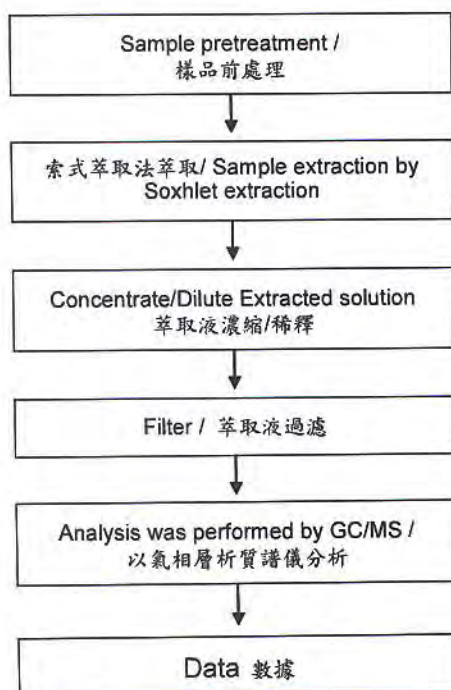 Sample pretreatment /
樣品前處理
索式萃取法萃取/ Sample extraction by
Soxhlet extraction
Concentrate/Dilute Extracted solution
萃取液濃縮/稀釋
Filter / 萃取液過濾
Analysis was performed by GC/MS /
以氣相層析質譜儀分析
Data 數據